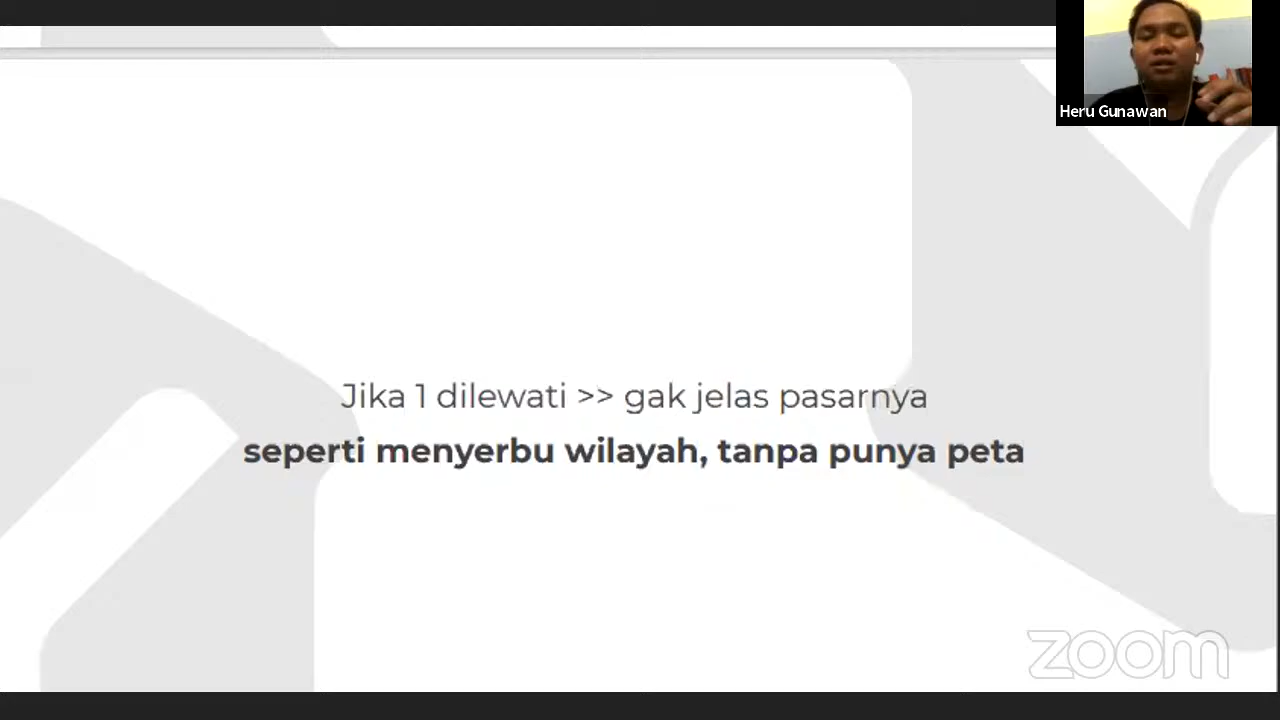 Heru Gunawan
Jika 1 dilewati >> gak jelas pasarnya
seperti menyerbu wilayah, tanpa punya peta
zoom